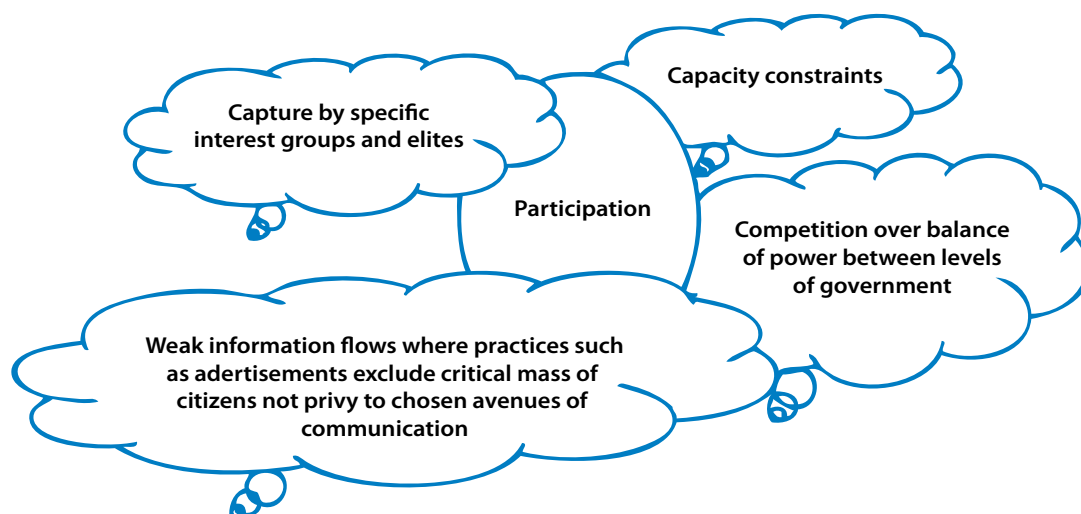 Capacity constraints
Capture by specific
interest groups and elites
Participation
Competition over balance
of power between levels
of government
Weak information flows where practices such
as adertisements exclude critical mass of
citizens not privy to chosen avenues of
communication